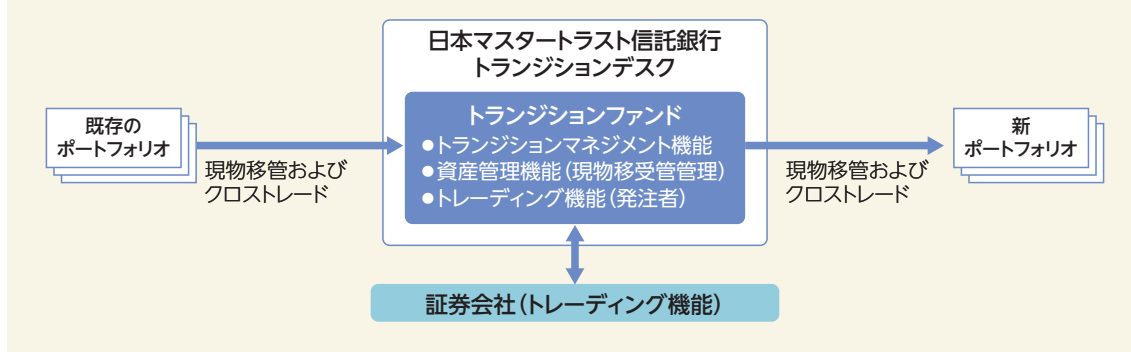 日本マスタートラスト信託銀行
トランジションデスク
既存の
ポートフォリオ
現物移管および
クロストレード
トランジションファンド
●トランジションマネジメント機能
●資産管理機能(現物移受管管理)
●トレーディング機能(発注者)
現物移管および
クロストレード
新
ポートフォリオ
証券会社(トレーディング機能)